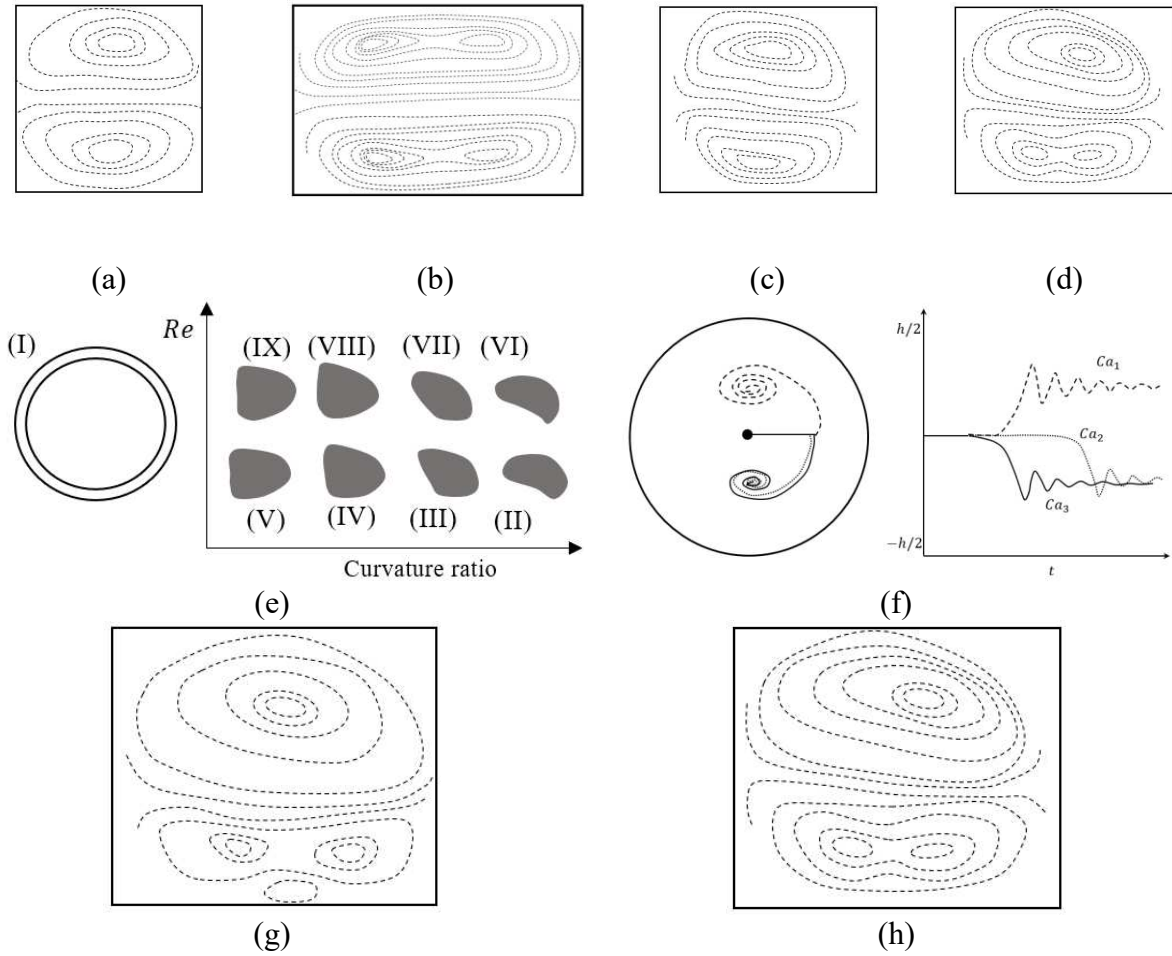 (a) (b) (c) (d)
(I)
Re
(IX) (VIII) (VII) (VI)
(V) (IV) (III) (II)
Curvature ratio
h/2
Ca₁
Ca₂
Ca₃
−h/2
t
(e) (f)
(g) (h)